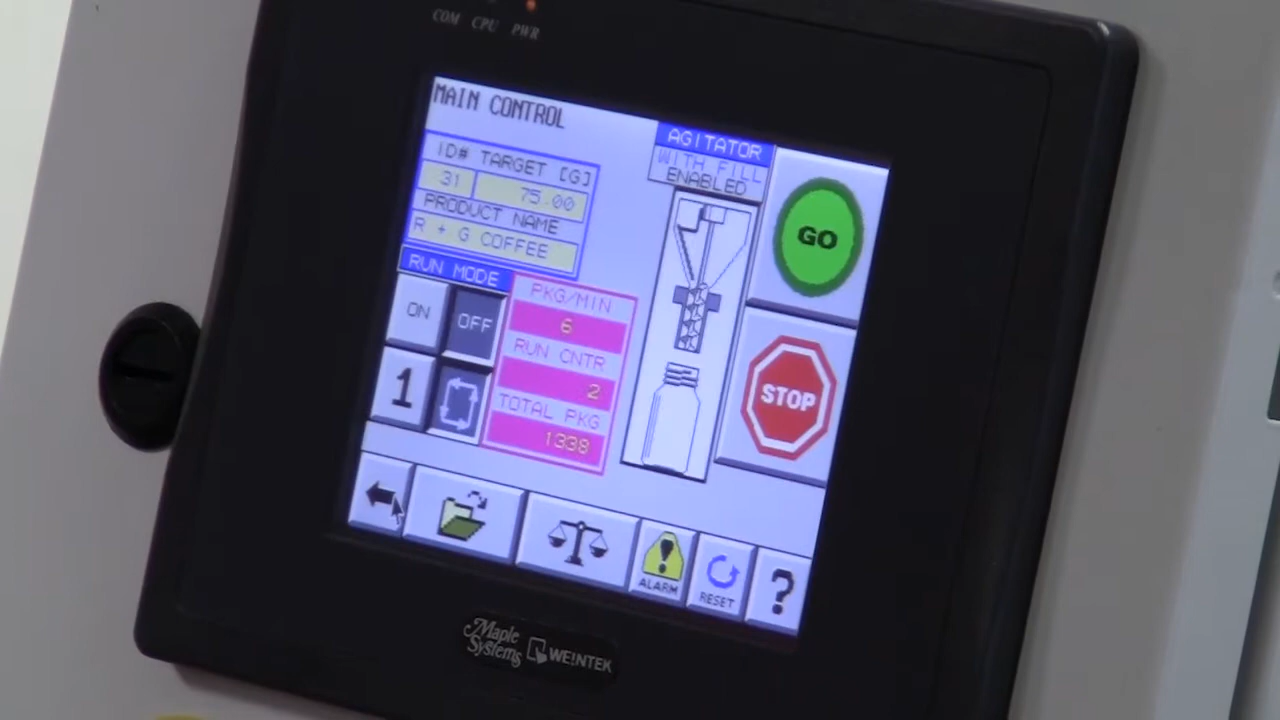 COM CPU PWR
MAIN CONTROL
ID# TARGET [G]
31 75.00
PRODUCT NAME
R + G COFFEE
RUN MODE
ON OFF
1
PKG/MIN
6
RUN CNTR
2
TOTAL PKG
1338
AGITATOR
WITH FILL
ENABLED
GO
STOP
ALARM
RESET
?
Maple
Systems
WEINTEK